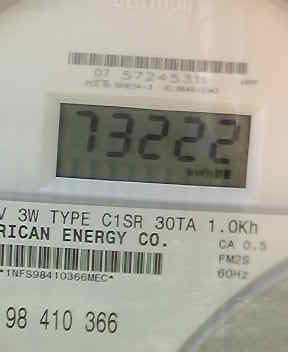 07 57245311
73222
V 3W TYPE C1SR 30TA 1.0Kh
RICAN ENERGY CO.
CA 0.5
FM2S
*1NFS98410366MEC*
60Hz
98 410 366